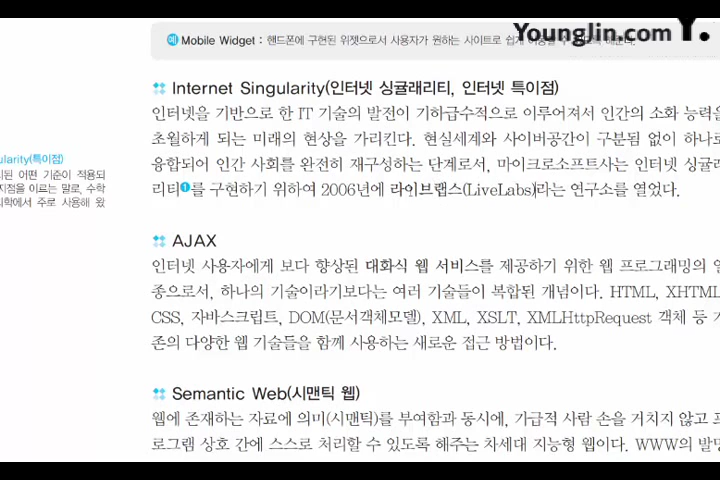 Younglin.com Y.
예 Mobile Widget : 핸드폰에 구현된 위젯으로서 사용자가 원하는 사이트로 쉽게
Internet Singularity(인터넷 싱귤래리티, 인터넷 특이점)
인터넷을 기반으로 한 IT 기술의 발전이 기하급수적으로 이루어져서 인간의 소화 능력을
초월하게 되는 미래의 현상을 가리킨다. 현실세계와 사이버공간이 구분됨 없이 하나로
ularity(특이점)
융합되어 인간 사회를 완전히 재구성하는 단계로서, 마이크로소프트사는 인터넷 싱귤래
되된 어떤 기준이 적용되
지점을 이르는 말로, 수학
리티❶를 구현하기 위하여 2006년에 라이브랩스(LiveLabs)라는 연구소를 열었다.
리학에서 주로 사용해 왔
AJAX
인터넷 사용자에게 보다 향상된 대화식 웹 서비스를 제공하기 위한 웹 프로그래밍의 일
종으로서, 하나의 기술이라기보다는 여러 기술들이 복합된 개념이다. HTML, XHTML
CSS, 자바스크립트, DOM(문서객체모델), XML, XSLT, XMLHttpRequest 객체 등 기
존의 다양한 웹 기술들을 함께 사용하는 새로운 접근 방법이다.
Semantic Web(시맨틱 웹)
웹에 존재하는 자료에 의미(시맨틱)를 부여함과 동시에, 가급적 사람 손을 거치지 않고 프
로그램 상호 간에 스스로 처리할 수 있도록 해주는 차세대 지능형 웹이다. WWW의 발명